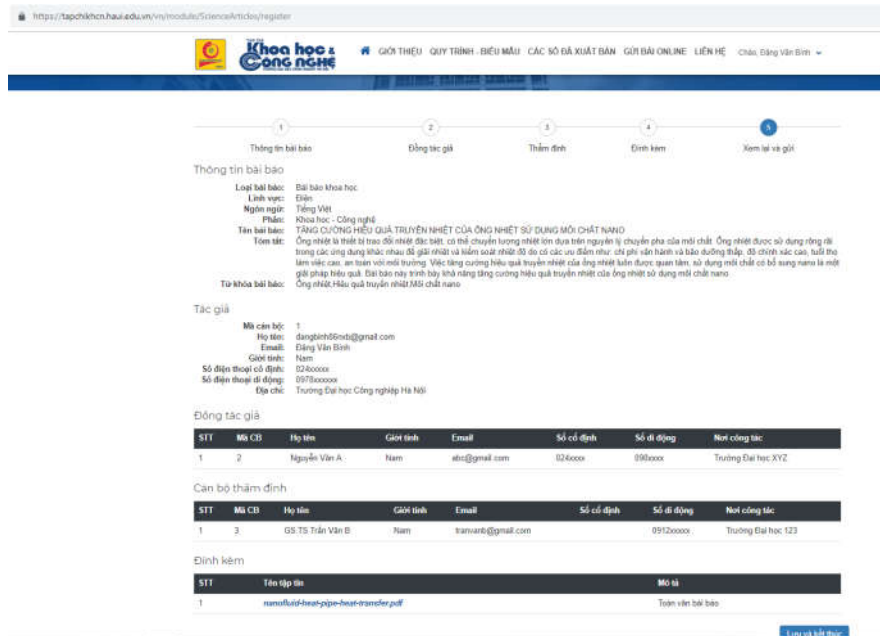 https://tapchikhcn.haui.edu.vn/vn/module/ScienceArticles/register
TẠP CHÍ
Khoa học &
CÔNG NGHỆ
GIỚI THIỆU QUY TRÌNH - BIỂU MẪU CÁC SỐ ĐÃ XUẤT BẢN GỬI BÀI ONLINE LIÊN HỆ Chào, Đặng Văn Bình
1 2 3 4 5
Thông tin bài báo Đồng tác giả Thẩm định Đính kèm Xem lại và gửi
Thông tin bài báo
Loại bài báo: Bài báo khoa học
Lĩnh vực: Điện
Ngôn ngữ: Tiếng Việt
Phần: Khoa học - Công nghệ
Tên bài báo: TĂNG CƯỜNG HIỆU QUẢ TRUYỀN NHIỆT CỦA ỐNG NHIỆT SỬ DỤNG MÔI CHẤT NANO
Tóm tắt: Ống nhiệt là thiết bị trao đổi nhiệt đặc biệt, có thể chuyển lượng nhiệt lớn dựa trên nguyên lý chuyển pha của môi chất. Ống nhiệt được sử dụng rộng rãi
trong các ứng dụng khác nhau để giải nhiệt và kiểm soát nhiệt độ do có các ưu điểm như: chi phí vận hành và bảo dưỡng thấp, độ chính xác cao, tuổi thọ
làm việc cao, an toàn với môi trường. Việc tăng cường hiệu quả truyền nhiệt của ống nhiệt luôn được quan tâm, sử dụng môi chất có bổ sung nano là một
giải pháp hiệu quả. Bài báo này trình bày khả năng tăng cường hiệu quả truyền nhiệt của ống nhiệt sử dụng môi chất nano.
Từ khóa bài báo: Ống nhiệt,Hiệu quả truyền nhiệt,Môi chất nano
Tác giả
Mã cán bộ: 1
Họ tên: dangbinh86nxb@gmail.com
Email: Đặng Văn Bình
Giới tính: Nam
Số điện thoại cố định: 024xxxxx
Số điện thoại di động: 0978xxxxxx
Địa chỉ: Trường Đại học Công nghiệp Hà Nội
Đồng tác giả
STT Mã CB Họ tên Giới tính Email Số cố định Số di động Nơi công tác
1 2 Nguyễn Văn A Nam abc@gmail.com 024xxxx 098xxxx Trường Đại học XYZ
Cán bộ thẩm định
STT Mã CB Họ tên Giới tính Email Số cố định Số di động Nơi công tác
1 3 GS.TS Trần Văn B Nam tranvanb@gmail.com 0912xxxxx Trường Đại học 123
Đính kèm
STT Tên tập tin Mô tả
1 nanofluid-heat-pipe-heat-transfer.pdf Toàn văn bài báo
Lưu và kết thúc